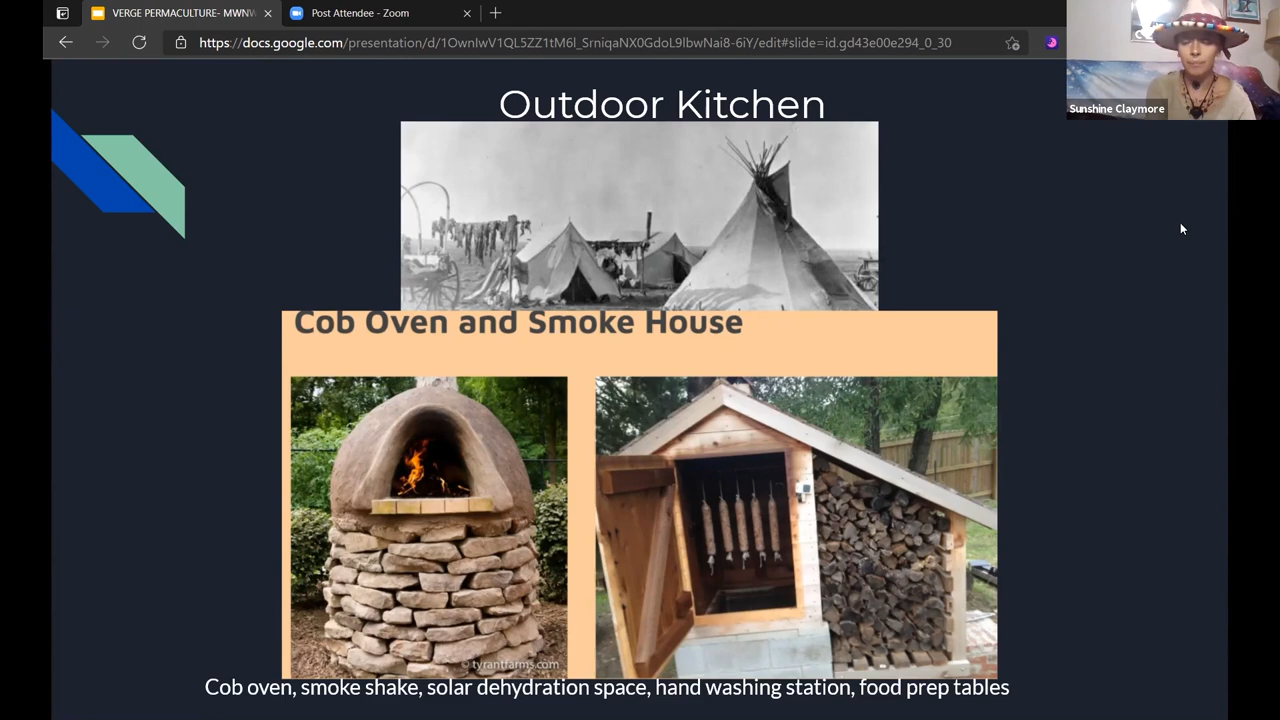 VERGE PERMACULTURE- MWNW
Post Attendee - Zoom
https://docs.google.com/presentation/d/1OwnIwV1QL5ZZ1tM6l_SrniqaNX0GdoL9lbwNai8-6iY/edit#slide=id.gd43e00e294_0_30
Sunshine Claymore
Outdoor Kitchen
Cob Oven and Smoke House
© tyrantfarms.com
Cob oven, smoke shake, solar dehydration space, hand washing station, food prep tables